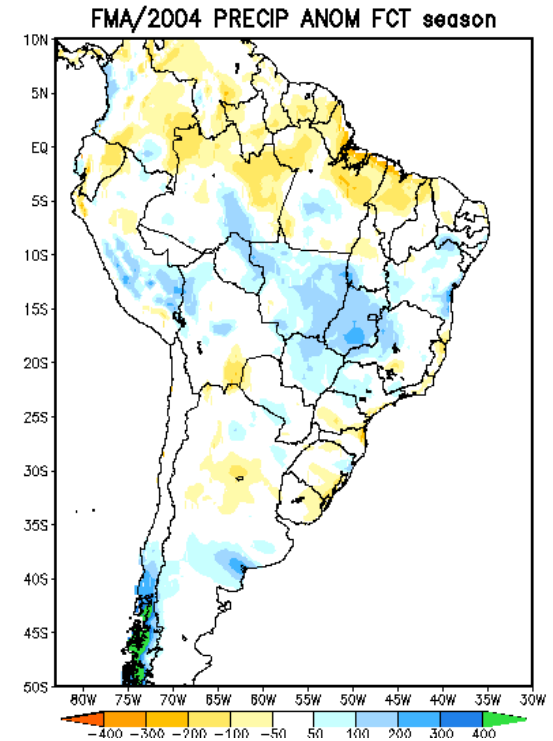 FMA/2004 PRECIP ANOM FCT season
10N
5N
EQ
5S
10S
15S
20S
25S
30S
35S
40S
45S
50S
80W 75W 70W 65W 60W 55W 50W 45W 40W 35W 30W
-400 -300 -200 -100 -50 50 100 200 300 400